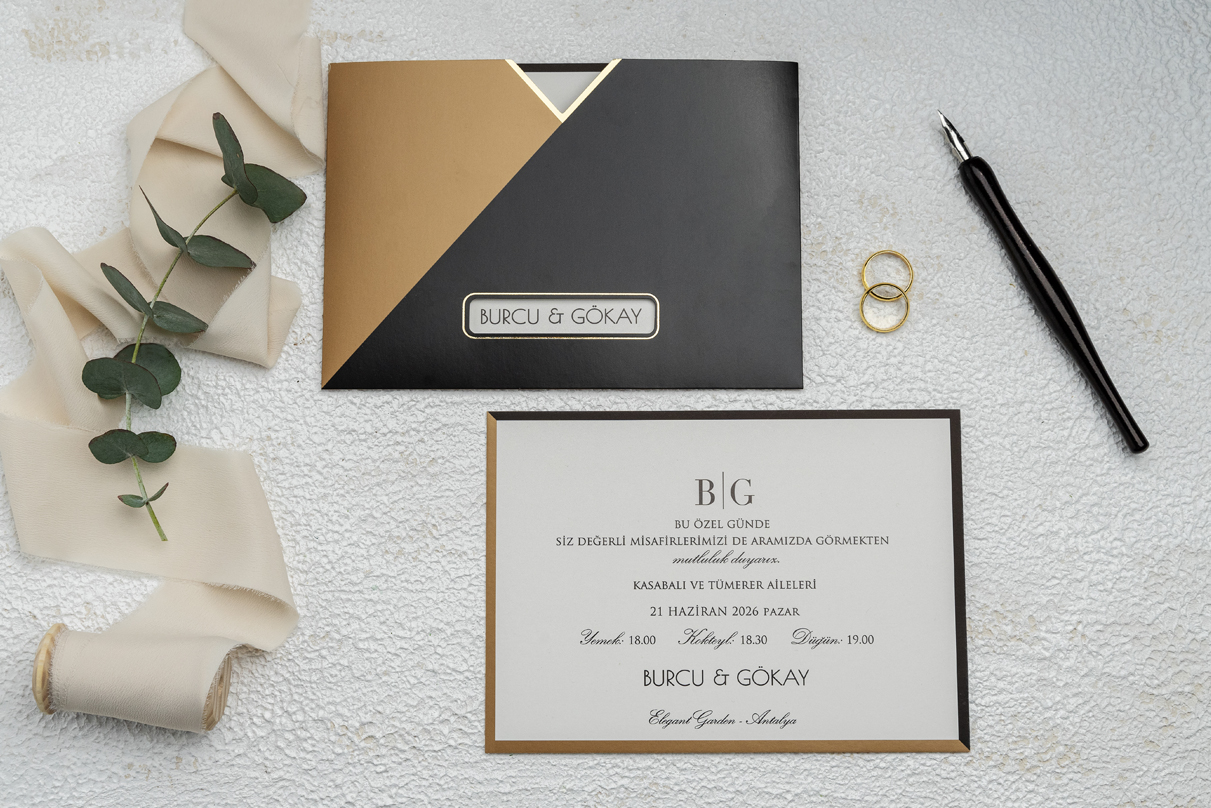 BURCU & GÖKAY
B|G
BU ÖZEL GÜNDE
SİZ DEĞERLİ MİSAFİRLERİMİZİ DE ARAMIZDA GÖRMEKTEN
mutluluk duyarız.
KASABALI VE TÜMERER AİLELERİ
21 HAZİRAN 2026 PAZAR
Yemek: 18.00 Kokteyl: 18.30 Düğün: 19.00
BURCU & GÖKAY
Elegant Garden - Antalya